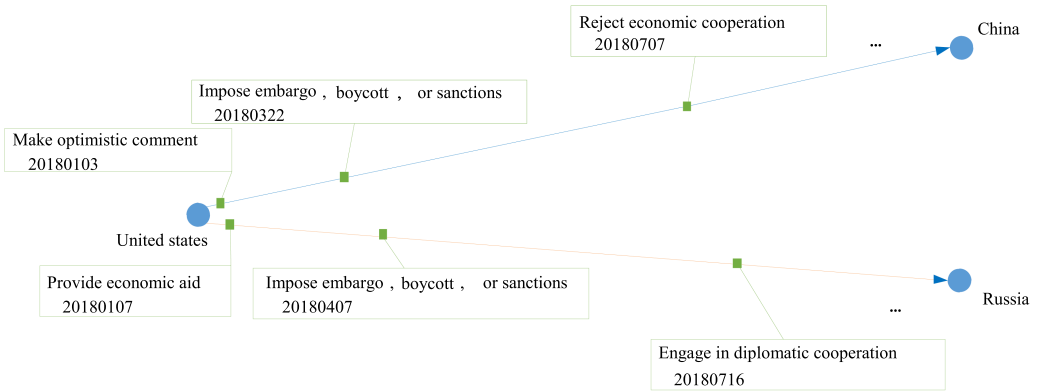 Reject economic cooperation
20180707
...
China
Impose embargo , boycott , or sanctions
20180322
Make optimistic comment
20180103
United states
Provide economic aid
20180107
Impose embargo , boycott , or sanctions
20180407
...
Russia
Engage in diplomatic cooperation
20180716